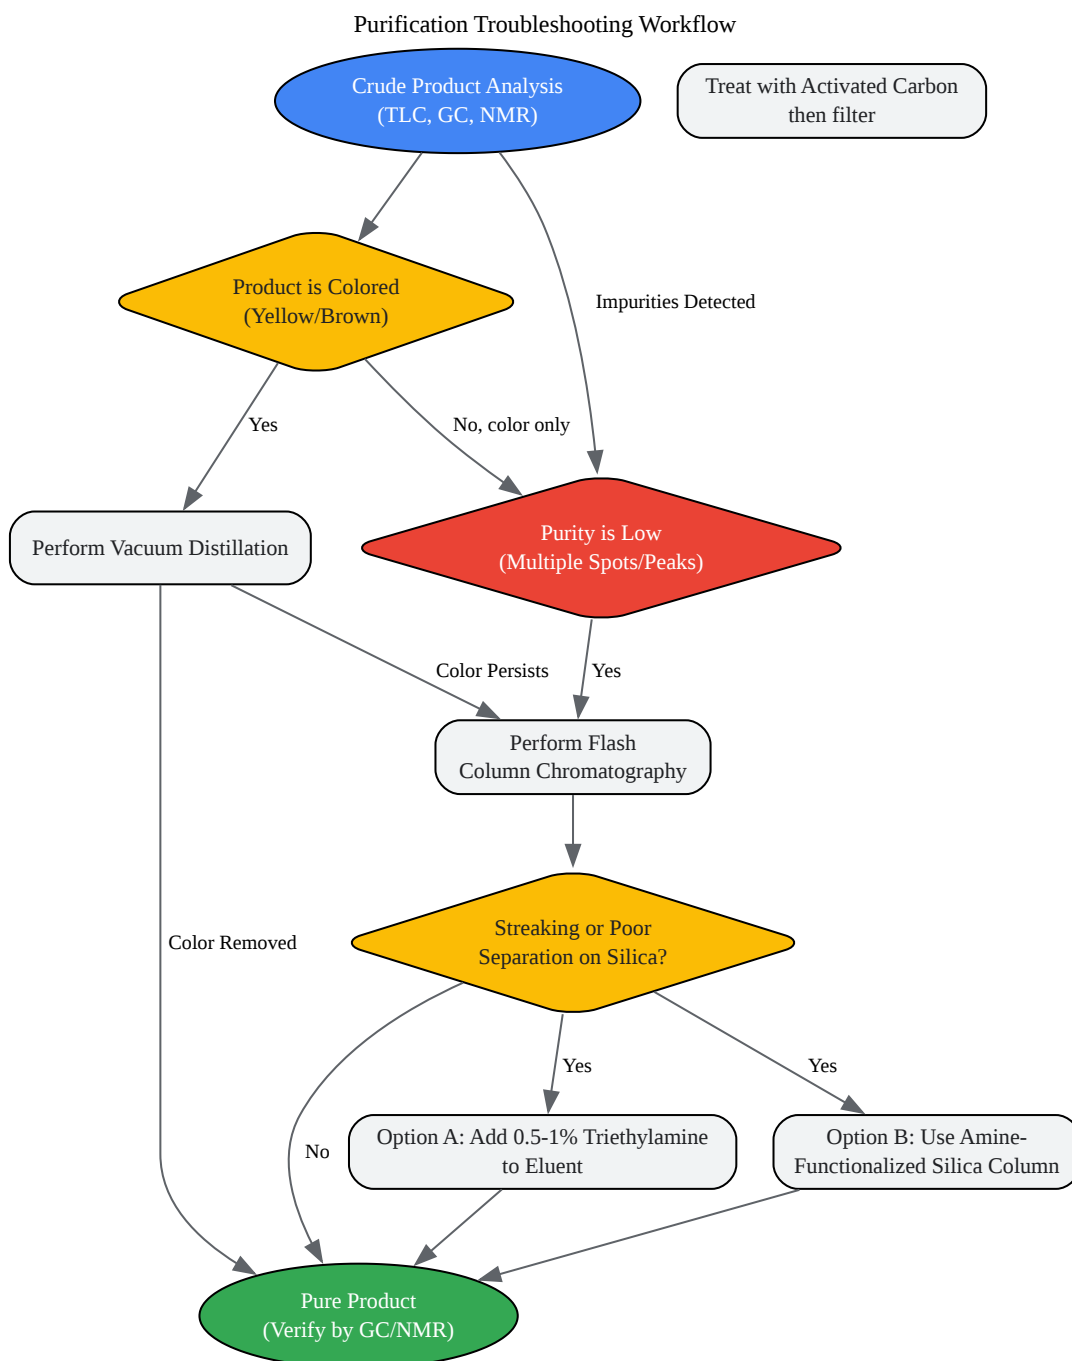 Purification Troubleshooting Workflow
Crude Product Analysis
(TLC, GC, NMR)
Treat with Activated Carbon
then filter
Product is Colored
(Yellow/Brown)
Impurities Detected
Yes
No, color only
Perform Vacuum Distillation
Purity is Low
(Multiple Spots/Peaks)
Color Persists
Yes
Perform Flash
Column Chromatography
Color Removed
Streaking or Poor
Separation on Silica?
Yes
Yes
No
Option A: Add 0.5-1% Triethylamine
to Eluent
Option B: Use Amine-
Functionalized Silica Column
Pure Product
(Verify by GC/NMR)